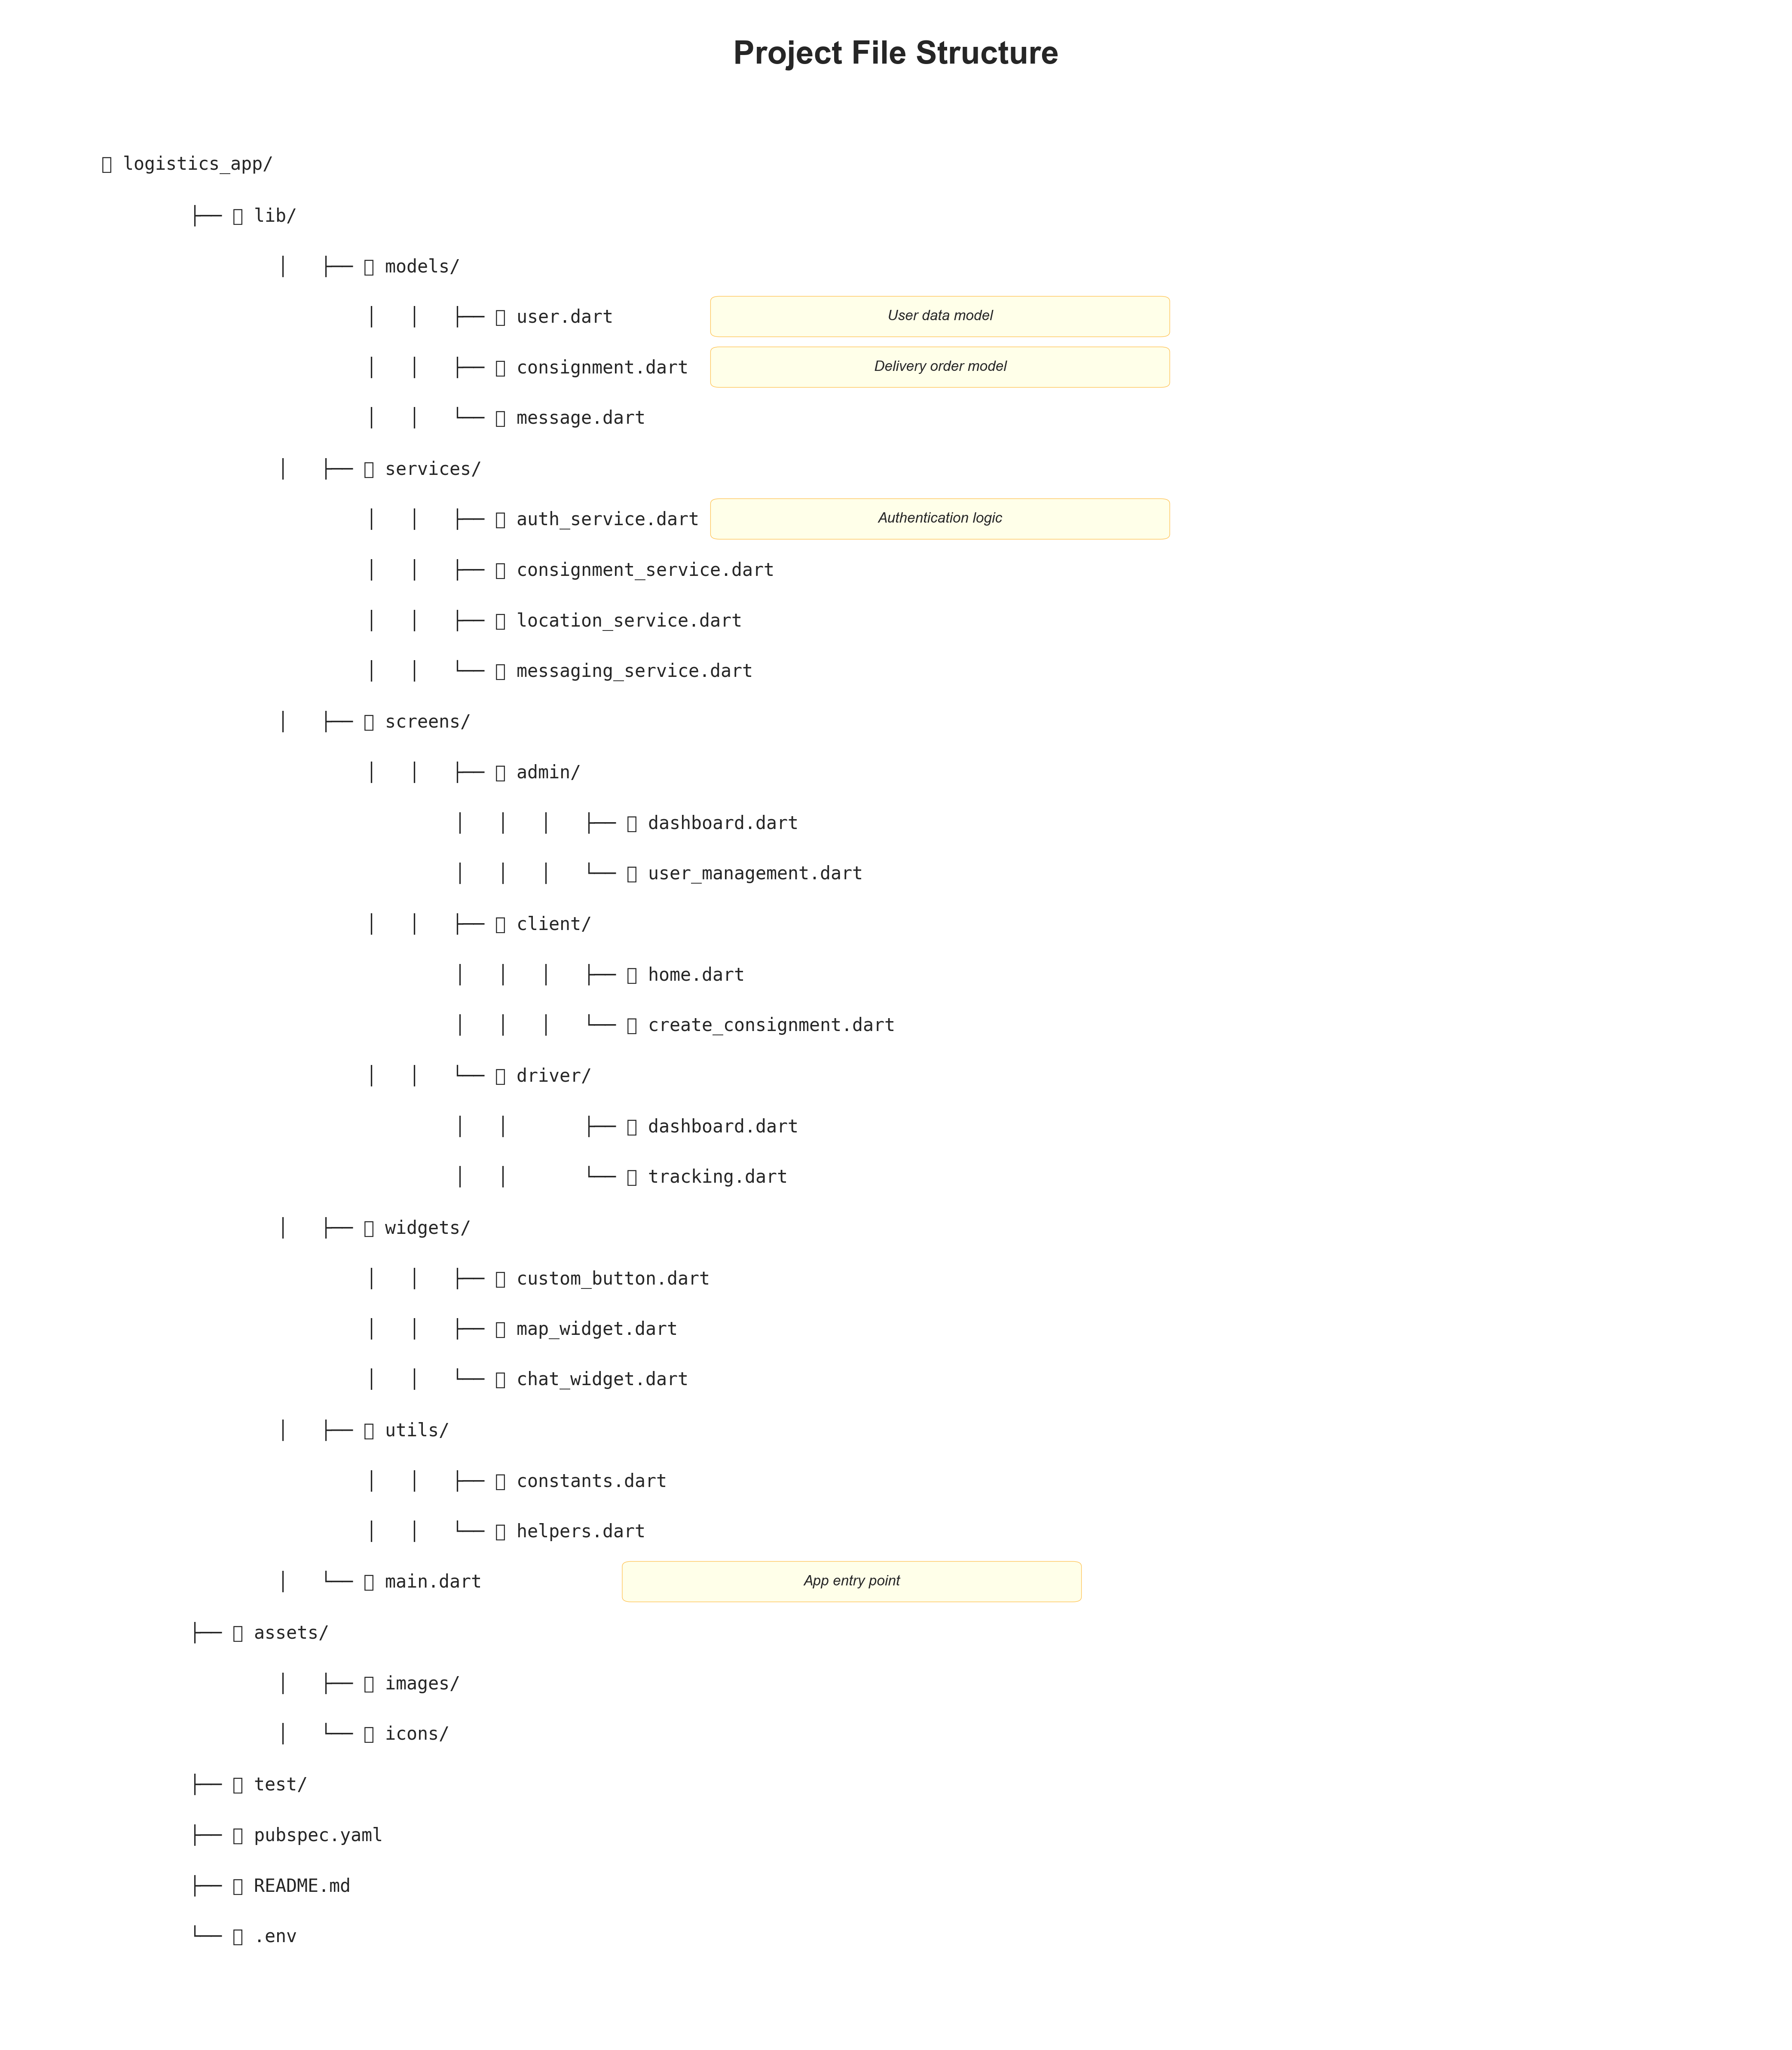 Project File Structure
logistics_app/
├── lib/
│   ├── models/
│   │   ├── user.dart User data model
│   │   ├── consignment.dart Delivery order model
│   │   └── message.dart
│   ├── services/
│   │   ├── auth_service.dart Authentication logic
│   │   ├── consignment_service.dart
│   │   ├── location_service.dart
│   │   └── messaging_service.dart
│   ├── screens/
│   │   ├── admin/
│   │   │   ├── dashboard.dart
│   │   │   └── user_management.dart
│   │   ├── client/
│   │   │   ├── home.dart
│   │   │   └── create_consignment.dart
│   │   └── driver/
│   │       ├── dashboard.dart
│   │       └── tracking.dart
│   ├── widgets/
│   │   ├── custom_button.dart
│   │   ├── map_widget.dart
│   │   └── chat_widget.dart
│   ├── utils/
│   │   ├── constants.dart
│   │   └── helpers.dart
│   └── main.dart App entry point
├── assets/
│   ├── images/
│   └── icons/
├── test/
├── pubspec.yaml
├── README.md
└── .env